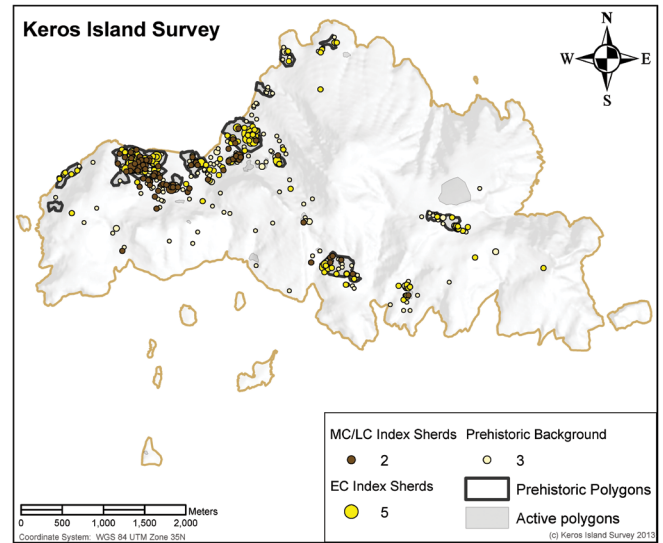 Keros Island Survey
N
W E
S
MC/LC Index Sherds Prehistoric Background
2 3
EC Index Sherds
5 Prehistoric Polygons
Active polygons
Meters
0 500 1,000 1,500 2,000
Coordinate System: WGS 84 UTM Zone 35N
(c) Keros Island Survey 2013